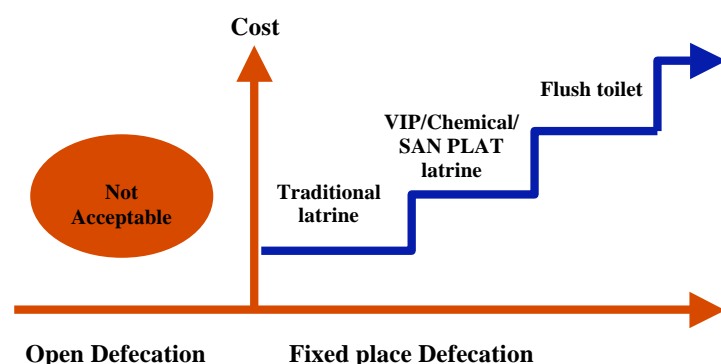 Cost
Flush toilet
VIP/Chemical/
SAN PLAT
latrine
Traditional
latrine
Not
Acceptable
Open Defecation
Fixed place Defecation